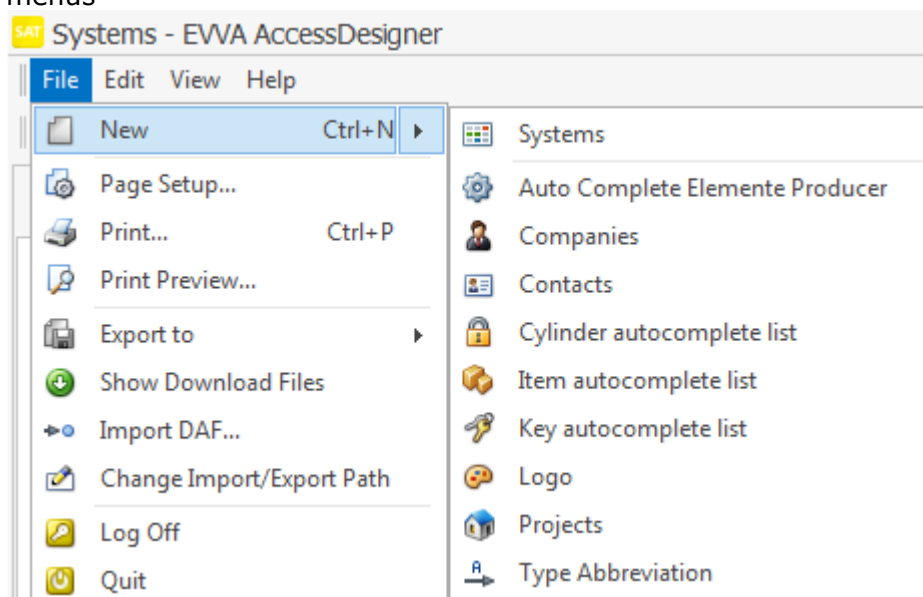 menus
SAT Systems - EVVA AccessDesigner
File Edit View Help
New Ctrl+N
Page Setup...
Print... Ctrl+P
Print Preview...
Export to
Show Download Files
Import DAF...
Change Import/Export Path
Log Off
Quit
Systems
Auto Complete Elemente Producer
Companies
Contacts
Cylinder autocomplete list
Item autocomplete list
Key autocomplete list
Logo
Projects
A Type Abbreviation